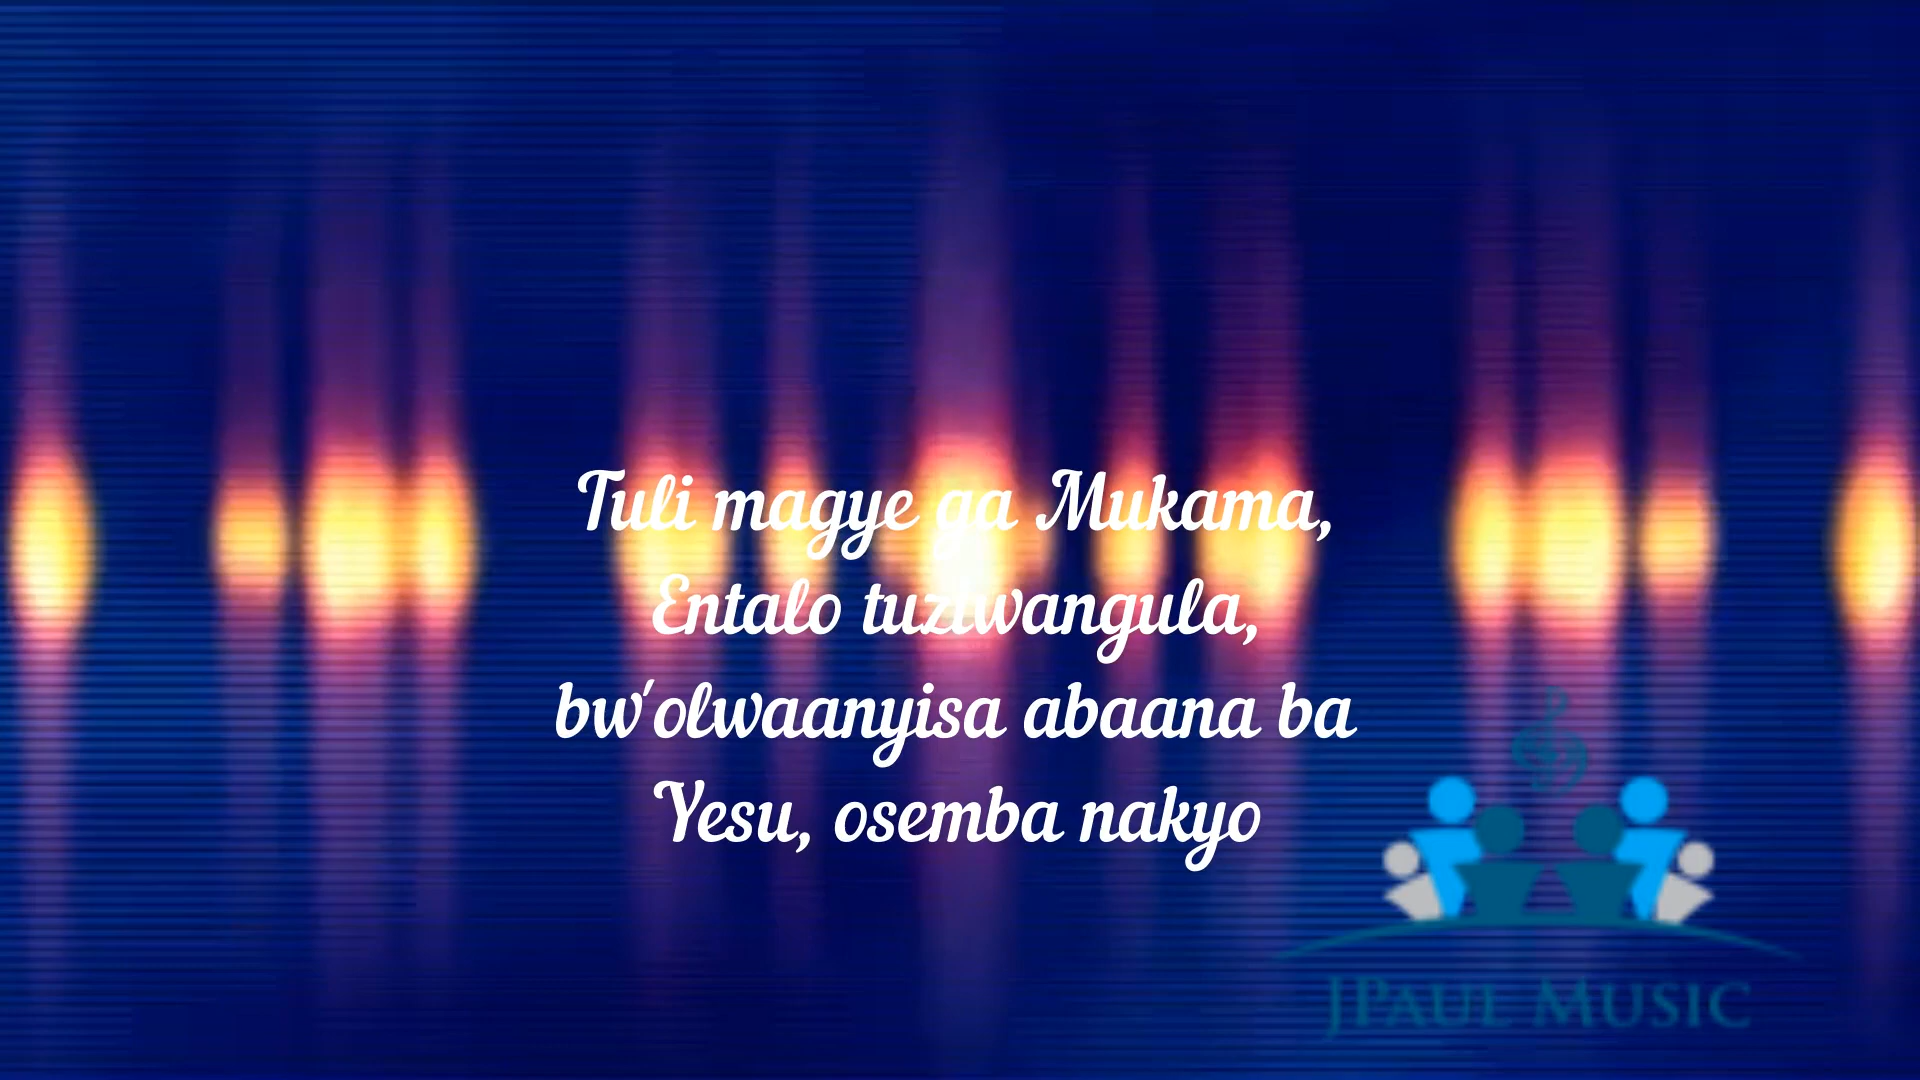 Tuli magye ga Mukama,
Entalo tuziwangula,
bw'olwaanyisa abaana ba
Yesu, osemba nakyo
JPAUL MUSIC